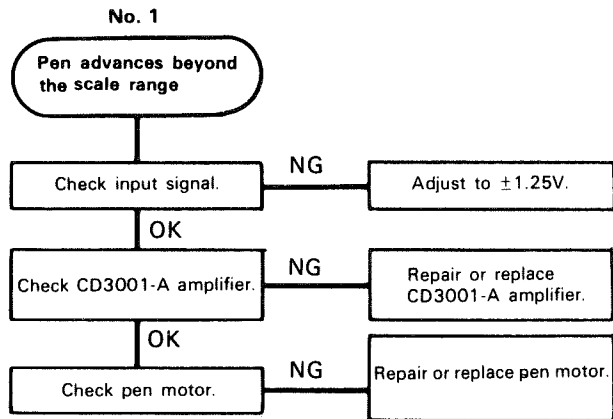 No. 1
Pen advances beyond
the scale range
Check input signal.
NG
Adjust to ±1.25V.
OK
Check CD3001-A amplifier.
NG
Repair or replace
CD3001-A amplifier.
OK
Check pen motor.
NG
Repair or replace pen motor.